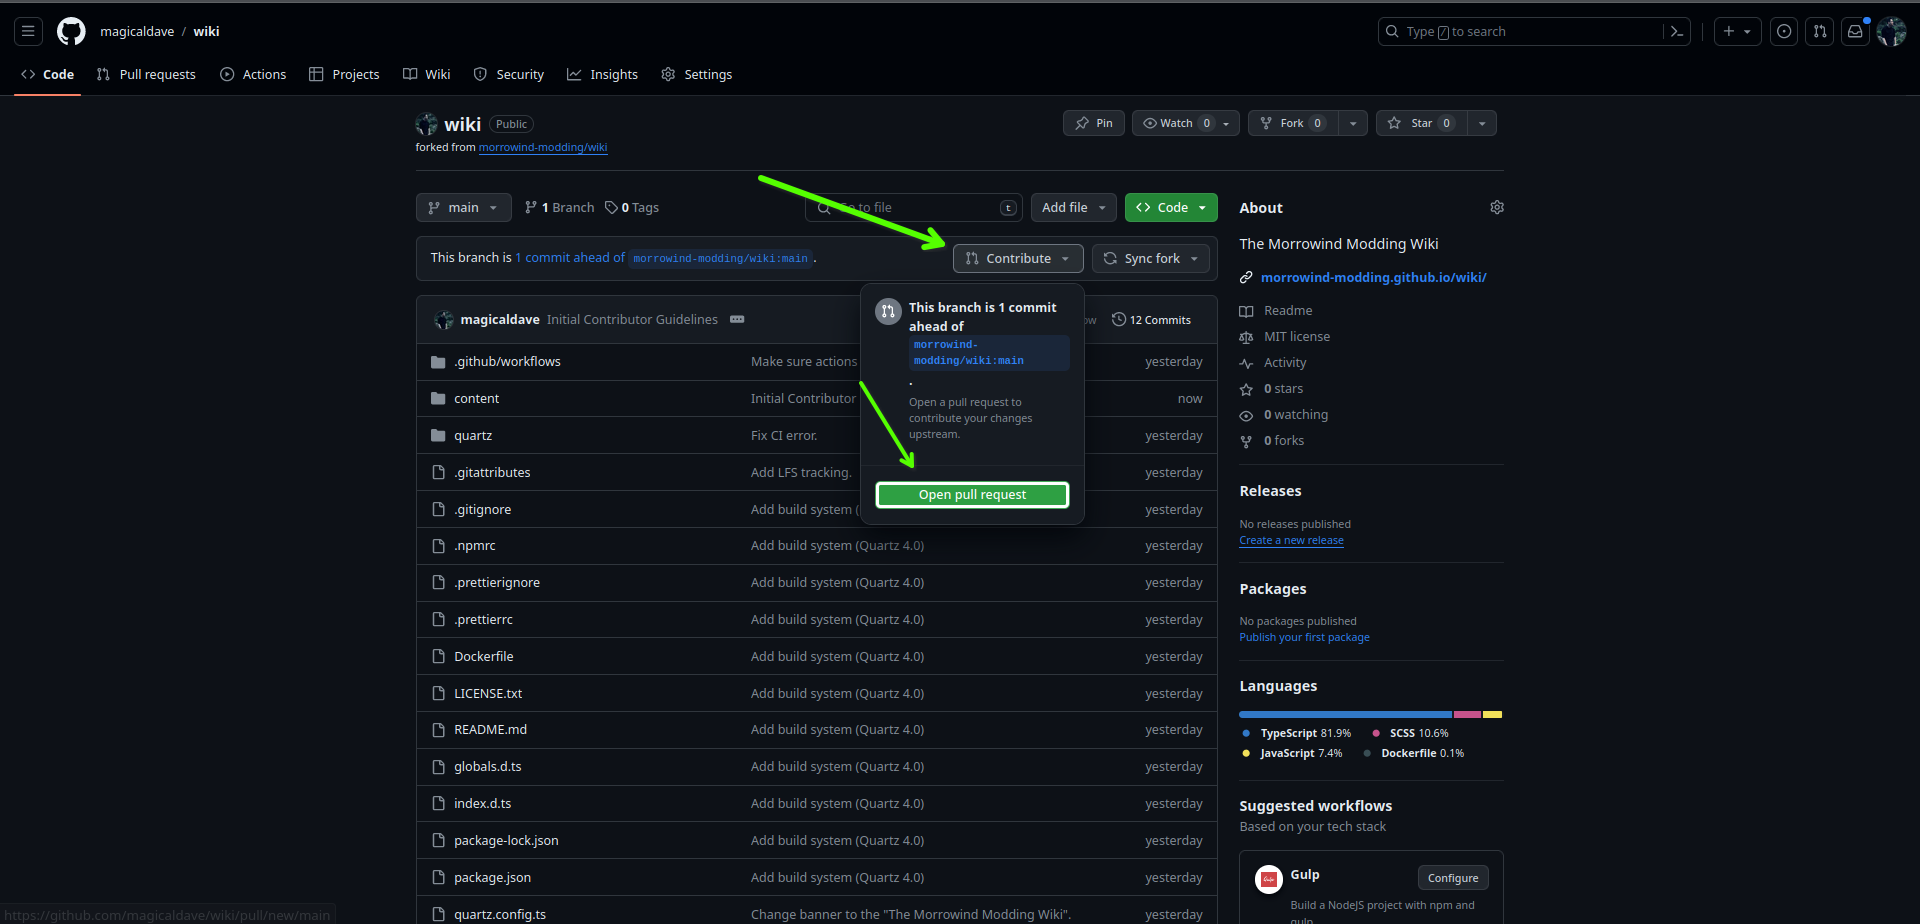 magicaldave / wiki
Type / to search
Code
Pull requests
Actions
Projects
Wiki
Security
Insights
Settings
wiki Public
forked from morrowind-modding/wiki
Pin
Watch 0
Fork 0
Star 0
main
1 Branch
0 Tags
Go to file
t
Add file
Code
This branch is 1 commit ahead of morrowind-modding/wiki:main .
Contribute
Sync fork
This branch is 1 commit
ahead of
morrowind-
modding/wiki:main
.
Open a pull request to
contribute your changes
upstream.
Open pull request
magicaldave Initial Contributor Guidelines
12 Commits
.github/workflows Make sure actions yesterday
content Initial Contributor now
quartz Fix CI error. yesterday
.gitattributes Add LFS tracking. yesterday
.gitignore Add build system ( yesterday
.npmrc Add build system (Quartz 4.0) yesterday
.prettierignore Add build system (Quartz 4.0) yesterday
.prettierrc Add build system (Quartz 4.0) yesterday
Dockerfile Add build system (Quartz 4.0) yesterday
LICENSE.txt Add build system (Quartz 4.0) yesterday
README.md Add build system (Quartz 4.0) yesterday
globals.d.ts Add build system (Quartz 4.0) yesterday
index.d.ts Add build system (Quartz 4.0) yesterday
package-lock.json Add build system (Quartz 4.0) yesterday
package.json Add build system (Quartz 4.0) yesterday
quartz.config.ts Change banner to the "The Morrowind Modding Wiki". yesterday
About
The Morrowind Modding Wiki
morrowind-modding.github.io/wiki/
Readme
MIT license
Activity
0 stars
0 watching
0 forks
Releases
No releases published
Create a new release
Packages
No packages published
Publish your first package
Languages
TypeScript 81.9%
SCSS 10.6%
JavaScript 7.4%
Dockerfile 0.1%
Suggested workflows
Based on your tech stack
Gulp
Configure
Build a NodeJS project with npm and
gulp.
https://github.com/magicaldave/wiki/pull/new/main